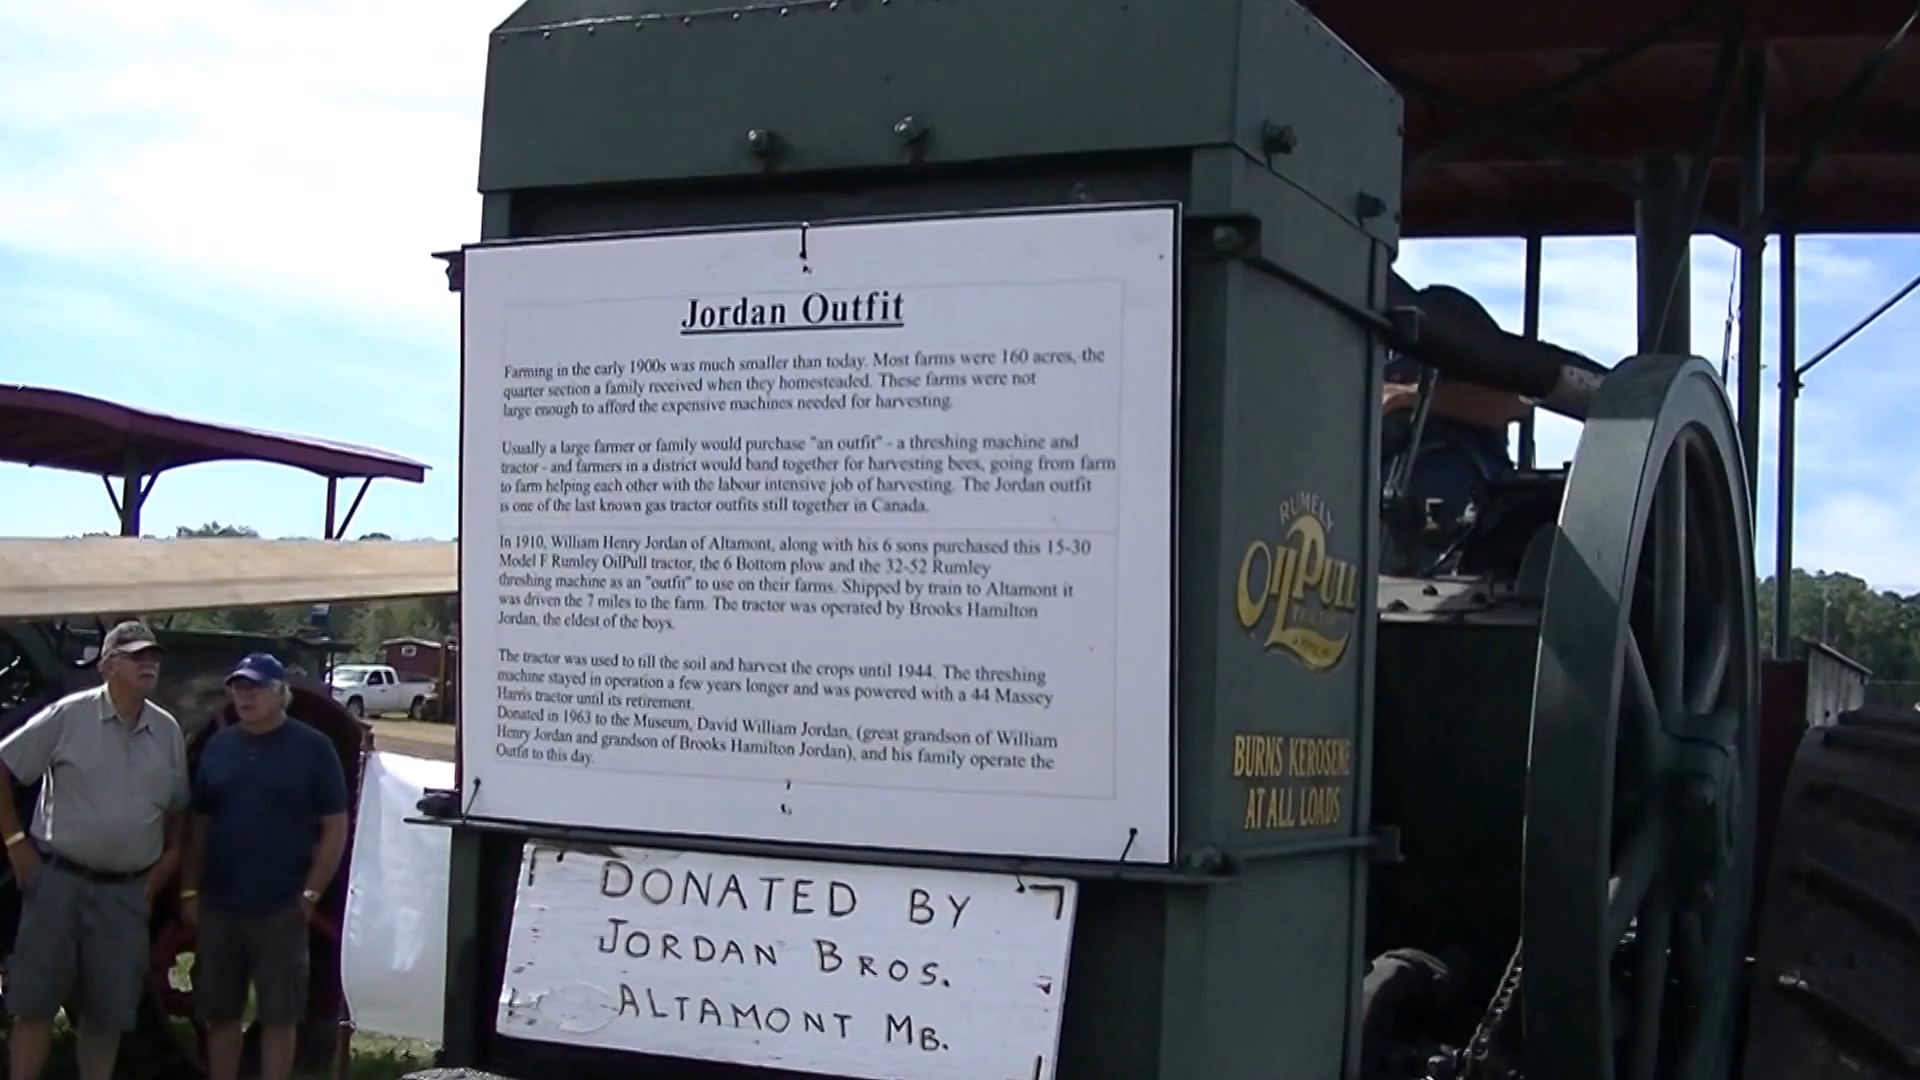 Jordan Outfit
Farming in the early 1900s was much smaller than today. Most farms were 160 acres, the
quarter section a family received when they homesteaded. These farms were not
large enough to afford the expensive machines needed for harvesting.
Usually a large farmer or family would purchase "an outfit" - a threshing machine and
tractor - and farmers in a district would band together for harvesting bees, going from farm
to farm helping each other with the labour intensive job of harvesting. The Jordan outfit
is one of the last known gas tractor outfits still together in Canada.
In 1910, William Henry Jordan of Altamont, along with his 6 sons purchased this 15-30
Model F Rumley OilPull tractor, the 6 Bottom plow and the 32-52 Rumley
threshing machine as an "outfit" to use on their farms. Shipped by train to Altamont it
was driven the 7 miles to the farm. The tractor was operated by Brooks Hamilton
Jordan, the eldest of the boys.
The tractor was used to till the soil and harvest the crops until 1944. The threshing
machine stayed in operation a few years longer and was powered with a 44 Massey
Harris tractor until its retirement.
Donated in 1963 to the Museum, David William Jordan, (great grandson of William
Henry Jordan and grandson of Brooks Hamilton Jordan), and his family operate the
Outfit to this day.
DONATED BY
JORDAN BROS.
ALTAMONT MB.
RUMELY
OILPULL
BURNS KEROSENE
AT ALL LOADS